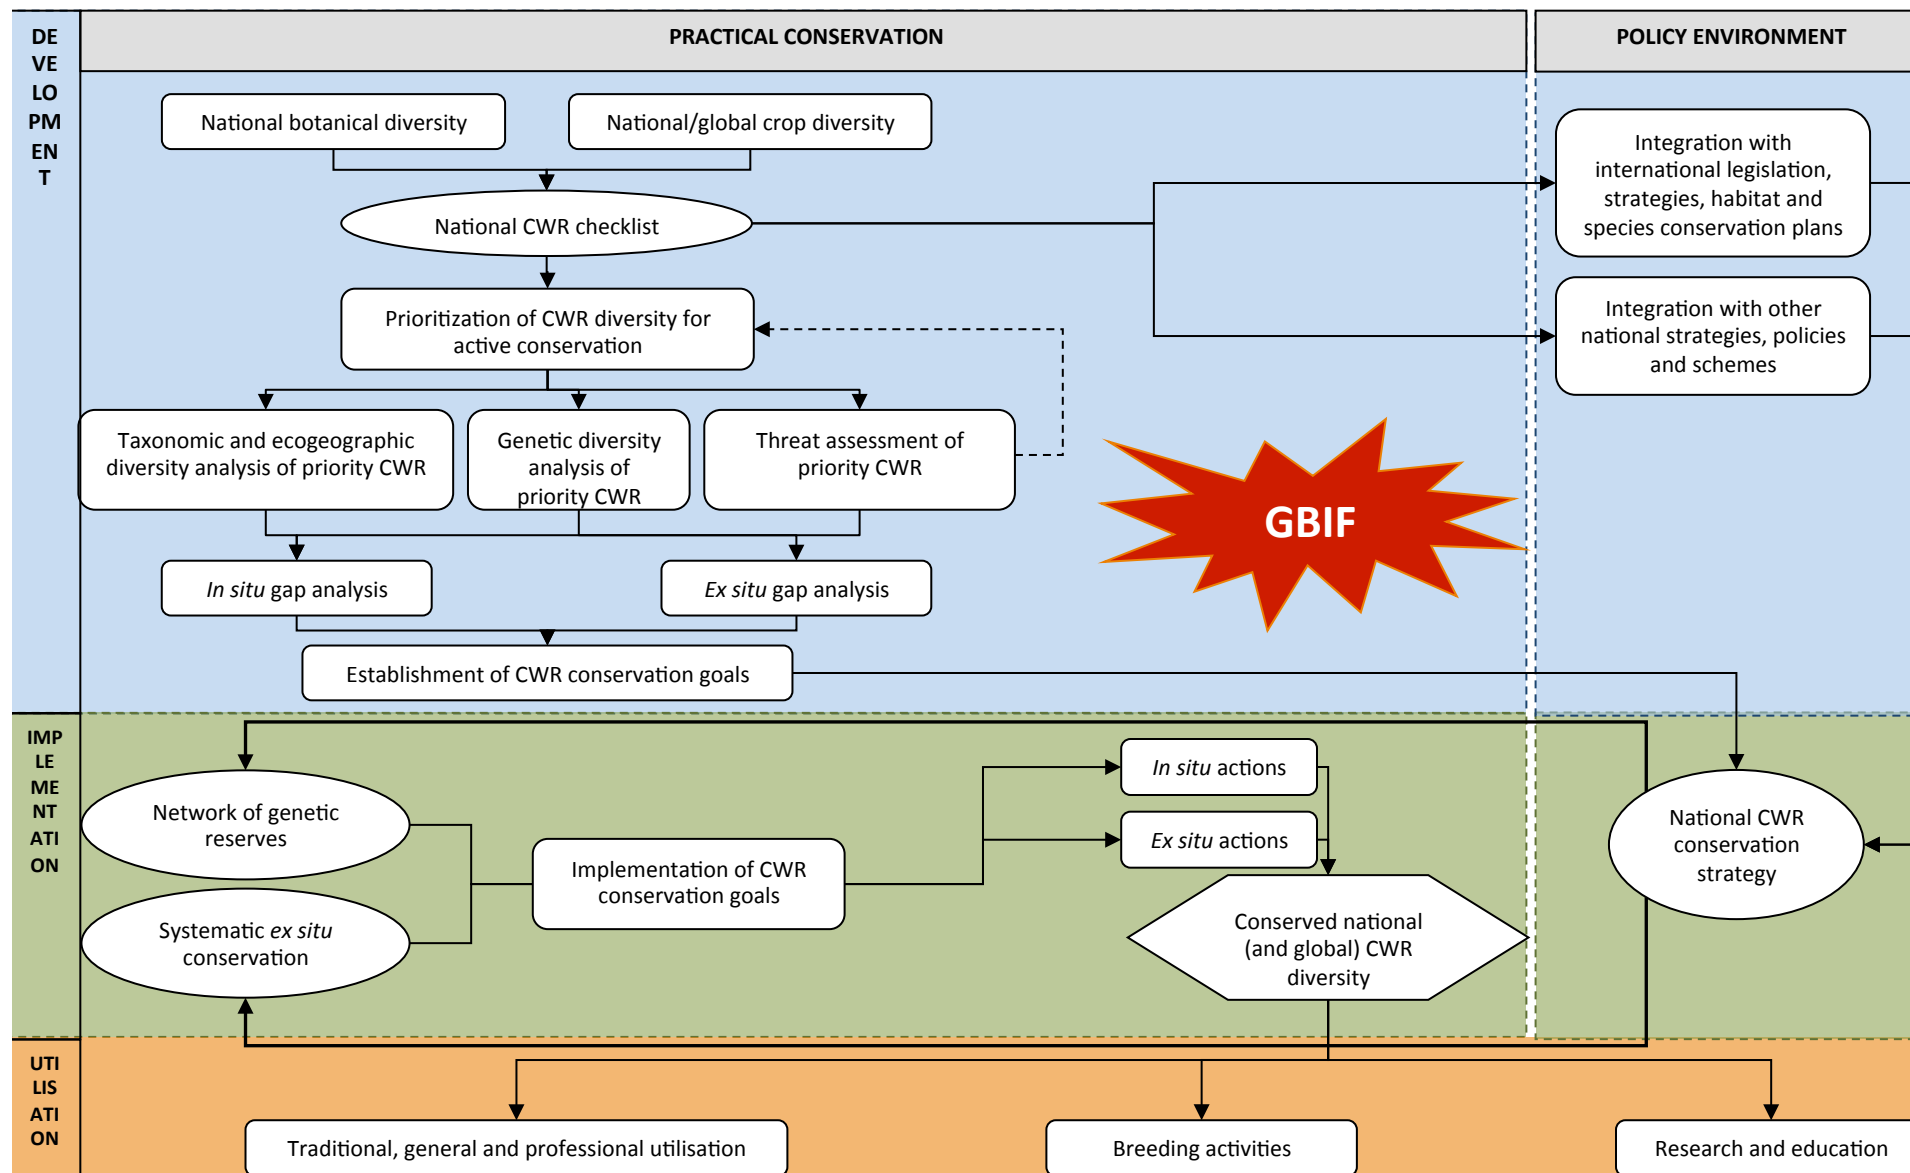 DE
VE
LO
PM
EN
T
PRACTICAL CONSERVATION
POLICY ENVIRONMENT
National botanical diversity
National/global crop diversity
Integration with
international legislation,
strategies, habitat and
species conservation plans
National CWR checklist
Prioritization of CWR diversity for
active conservation
Integration with other
national strategies, policies
and schemes
Taxonomic and ecogeographic
diversity analysis of priority CWR
Genetic diversity
analysis of
priority CWR
Threat assessment of
priority CWR
GBIF
In situ gap analysis
Ex situ gap analysis
Establishment of CWR conservation goals
IMP
LE
ME
NT
ATI
ON
Network of genetic
reserves
Systematic ex situ
conservation
Implementation of CWR
conservation goals
In situ actions
Ex situ actions
Conserved national
(and global) CWR
diversity
National CWR
conservation
strategy
UTI
LIS
ATI
ON
Traditional, general and professional utilisation
Breeding activities
Research and education